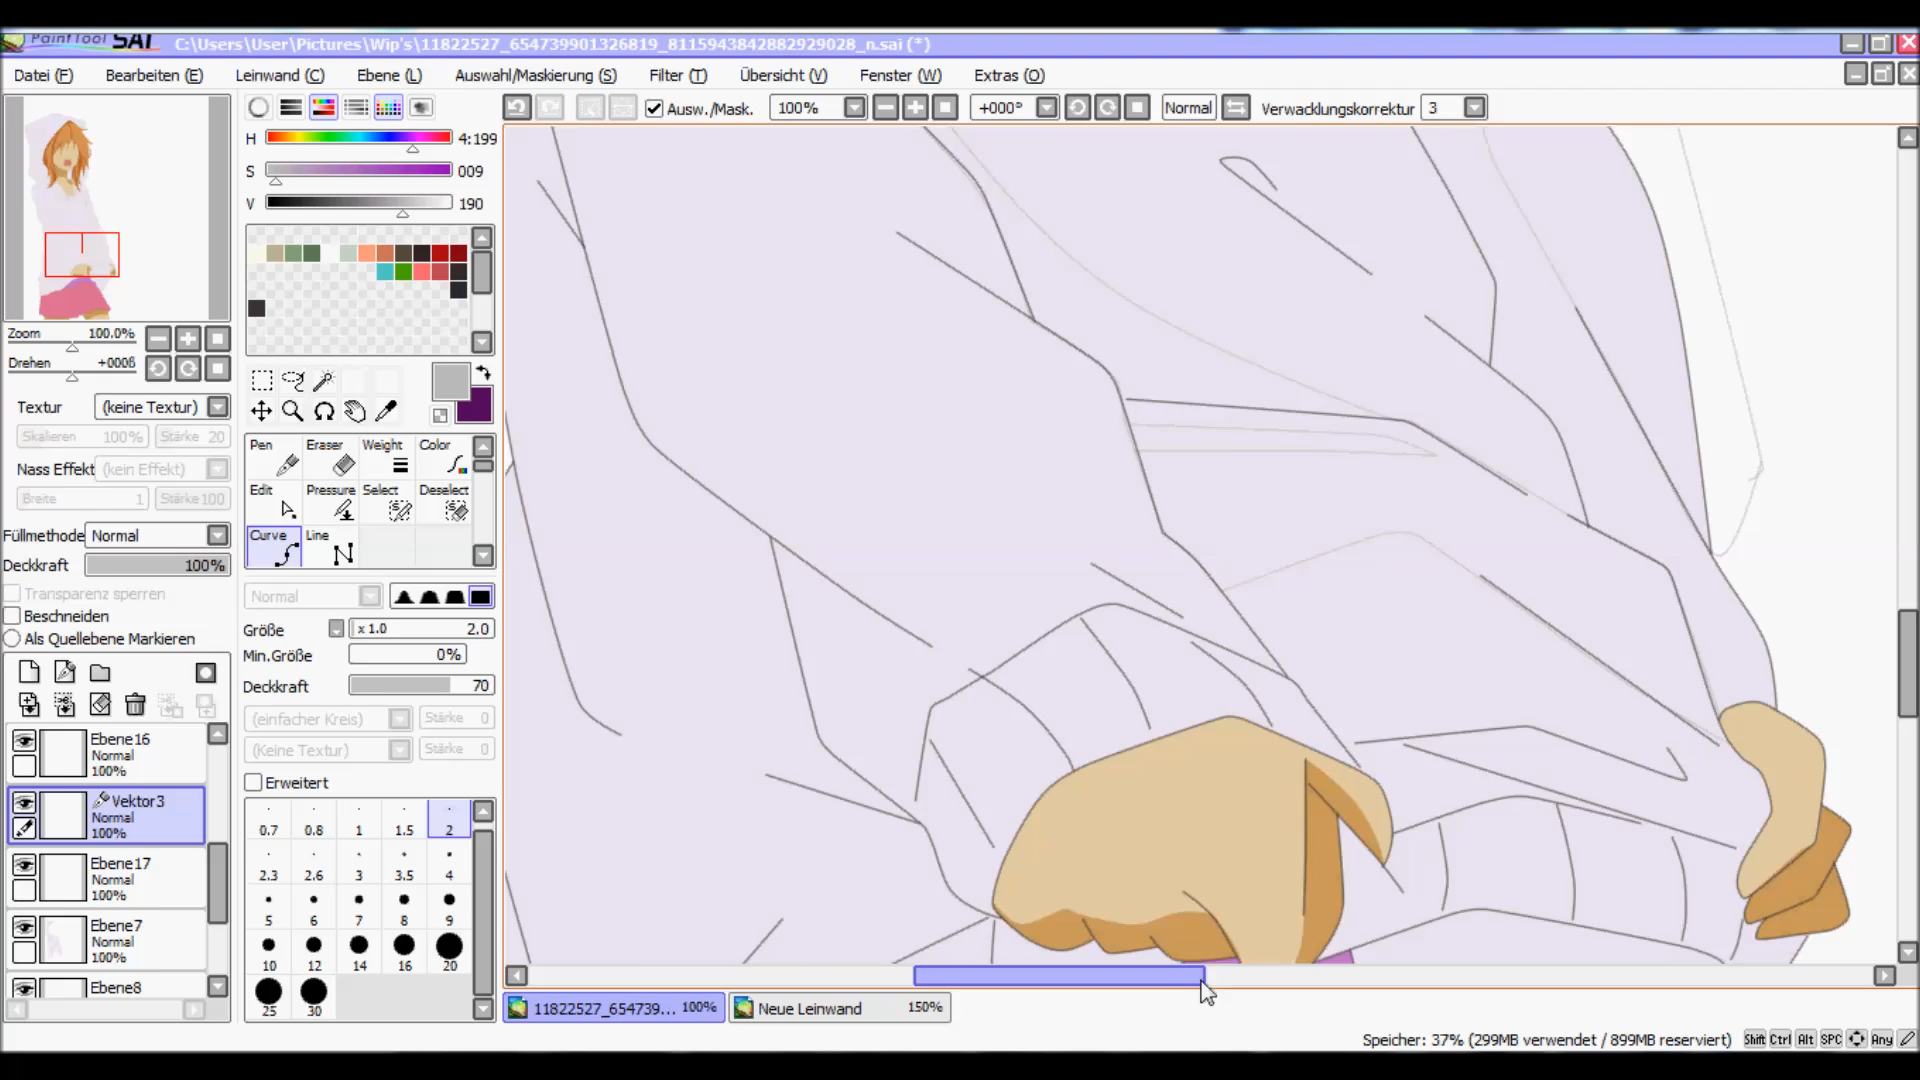 PaintTool SAI C:\Users\User\Pictures\Wip's\11822527_654739901326819_8115943842882929028_n.sai (*)
Datei (F) Bearbeiten (E) Leinwand (C) Ebene (L) Auswahl/Maskierung (S) Filter (T) Übersicht (V) Fenster (W) Extras (O)
Ausw./Mask. 100% +000° Normal Verwacklungskorrektur 3
H 4:199
S 009
V 190
Zoom 100.0%
Drehen +000ß
Textur (keine Textur)
Skalieren 100% Stärke 20
Nass Effekt (kein Effekt)
Breite 1 Stärke 100
Füllmethode Normal
Deckkraft 100%
Transparenz sperren
Beschneiden
Als Quellebene Markieren
Ebene16
Normal
100%
Vektor3
Normal
100%
Ebene17
Normal
100%
Ebene7
Normal
100%
Ebene8
Pen Eraser Weight Color
Edit Pressure Select Deselect
Curve Line
Normal
Größe x 1.0 2.0
Min.Größe 0%
Deckkraft 70
(einfacher Kreis) Stärke 0
(Keine Textur) Stärke 0
Erweitert
0.7 0.8 1 1.5 2
2.3 2.6 3 3.5 4
5 6 7 8 9
10 12 14 16 20
25 30
11822527_654739... 100% Neue Leinwand 150%
Speicher: 37% (299MB verwendet / 899MB reserviert) Shift Ctrl Alt SPC Any